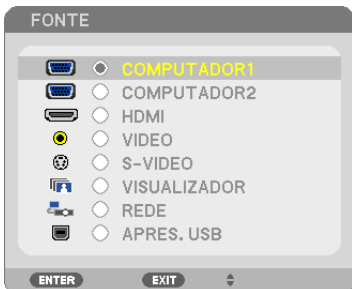 FONTE
COMPUTADOR1
COMPUTADOR2
HDMI
VIDEO
S-VIDEO
VISUALIZADOR
REDE
APRES. USB
ENTER EXIT